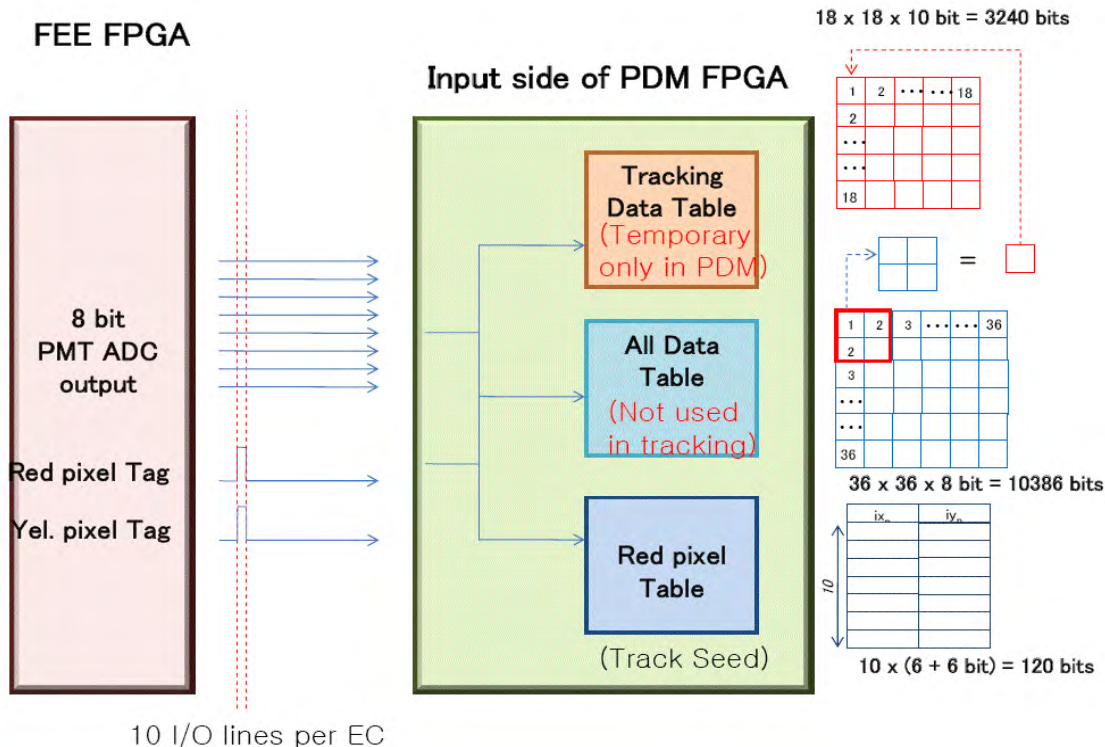 FEE FPGA
8 bit
PMT ADC
output
Red pixel Tag
Yel. pixel Tag
10 I/O lines per EC
Input side of PDM FPGA
Tracking
Data Table
(Temporary
only in PDM)
All Data
Table
(Not used
in tracking)
Red pixel
Table
(Track Seed)
18 x 18 x 10 bit = 3240 bits
1 2 ··· ··· 18
2
···
···
18
=
1 2 3 ··· ··· 36
2
3
···
···
36
36 x 36 x 8 bit = 10386 bits
ixn iyn
10
10 x (6 + 6 bit) = 120 bits